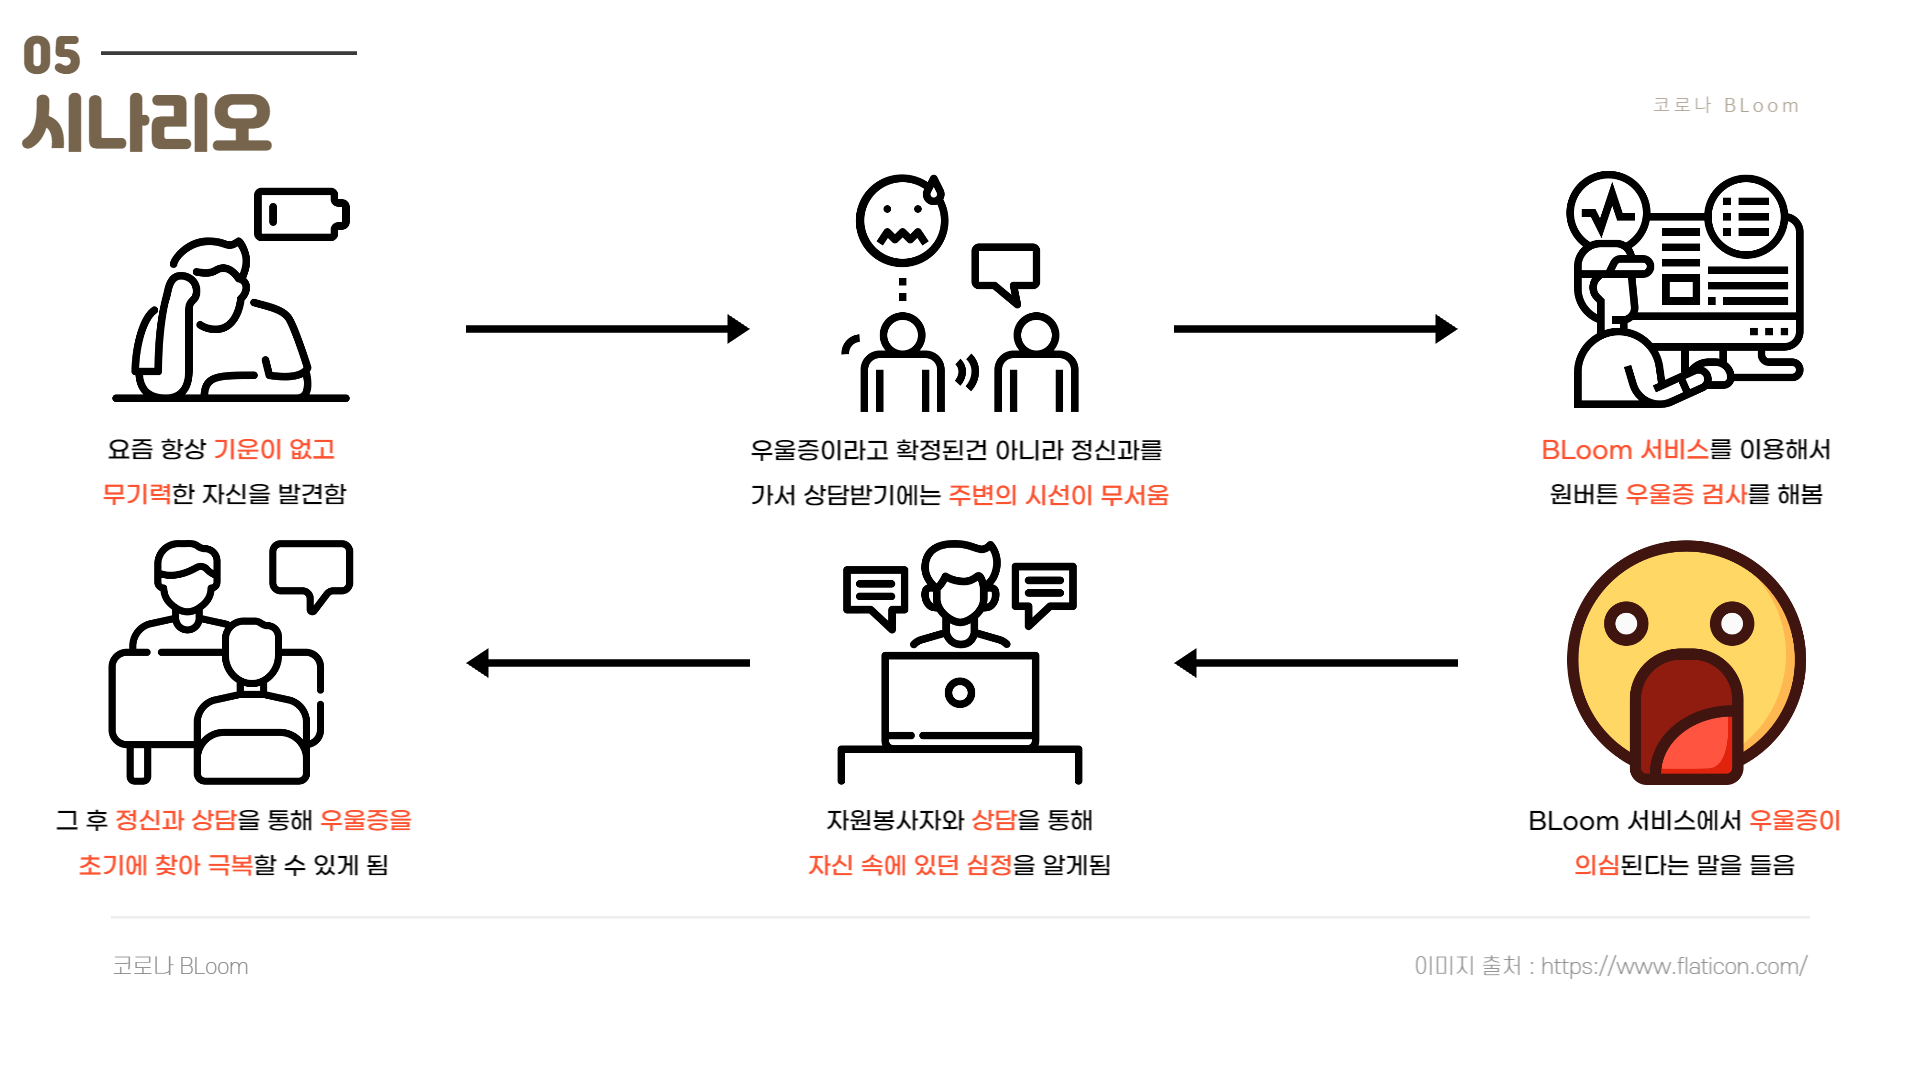 05
시나리오
코로나 BLoom
요즘 항상 기운이 없고
무기력한 자신을 발견함
우울증이라고 확정된건 아니라 정신과를
가서 상담받기에는 주변의 시선이 무서움
BLoom 서비스를 이용해서
원버튼 우울증 검사를 해봄
BLoom 서비스에서 우울증이
의심된다는 말을 들음
자원봉사자와 상담을 통해
자신 속에 있던 심정을 알게됨
그 후 정신과 상담을 통해 우울증을
초기에 찾아 극복할 수 있게 됨
코로나 BLoom
이미지 출처 : https://www.flaticon.com/